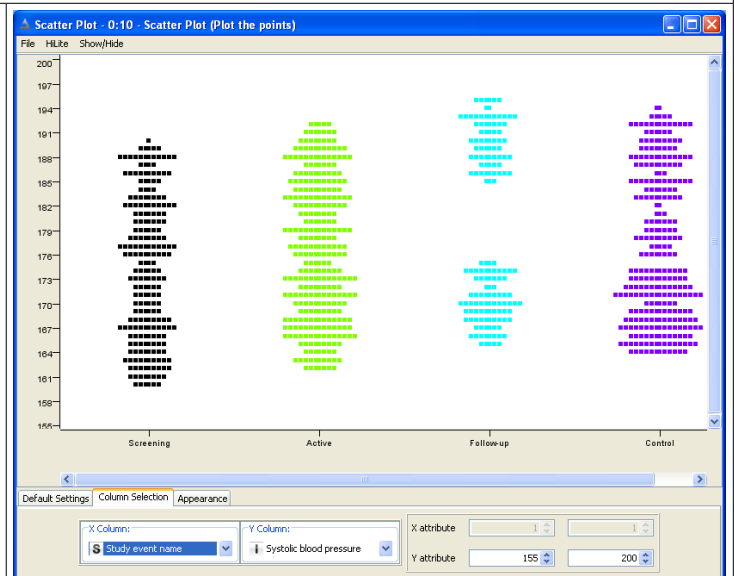 Scatter Plot - 0:10 - Scatter Plot (Plot the points)
File HiLite Show/Hide
200
197
194
191
188
185
182
179
176
173
170
167
164
161
158
155
Screening Active Follow-up Control
Default Settings Column Selection Appearance
X Column: Y Column:
S Study event name I Systolic blood pressure
X attribute 1 1
Y attribute 155 200